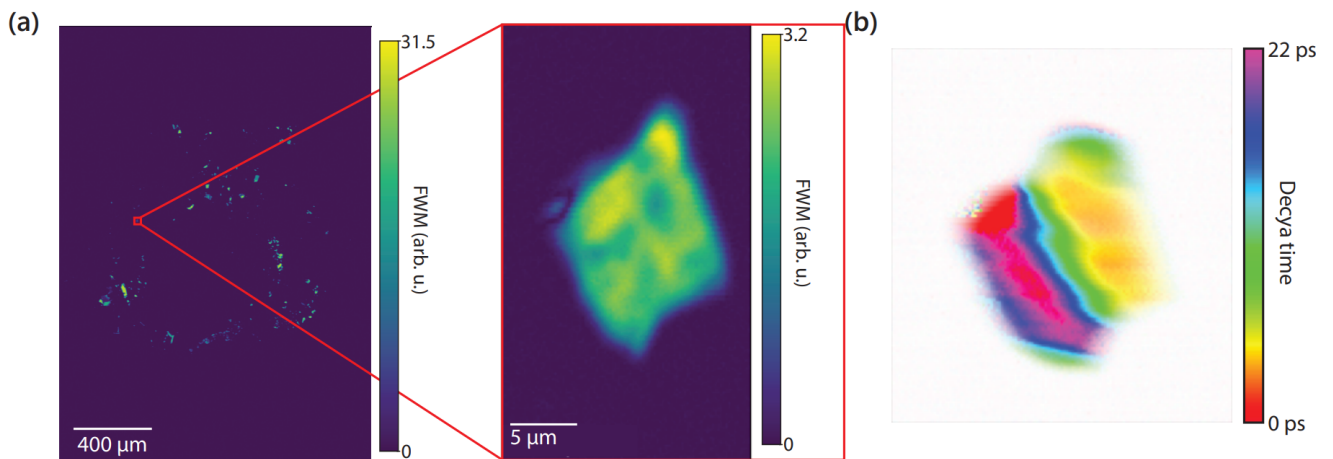 (a)
31.5
FWM (arb. u.)
0
400 µm
3.2
FWM (arb. u.)
0
5 µm
(b)
22 ps
Decya time
0 ps